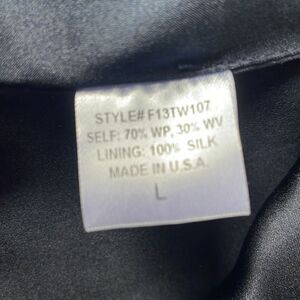 STYLE# F13TW107
SELF: 70% WP, 30% WV
LINING: 100% SILK
MADE IN U.S.A.
L